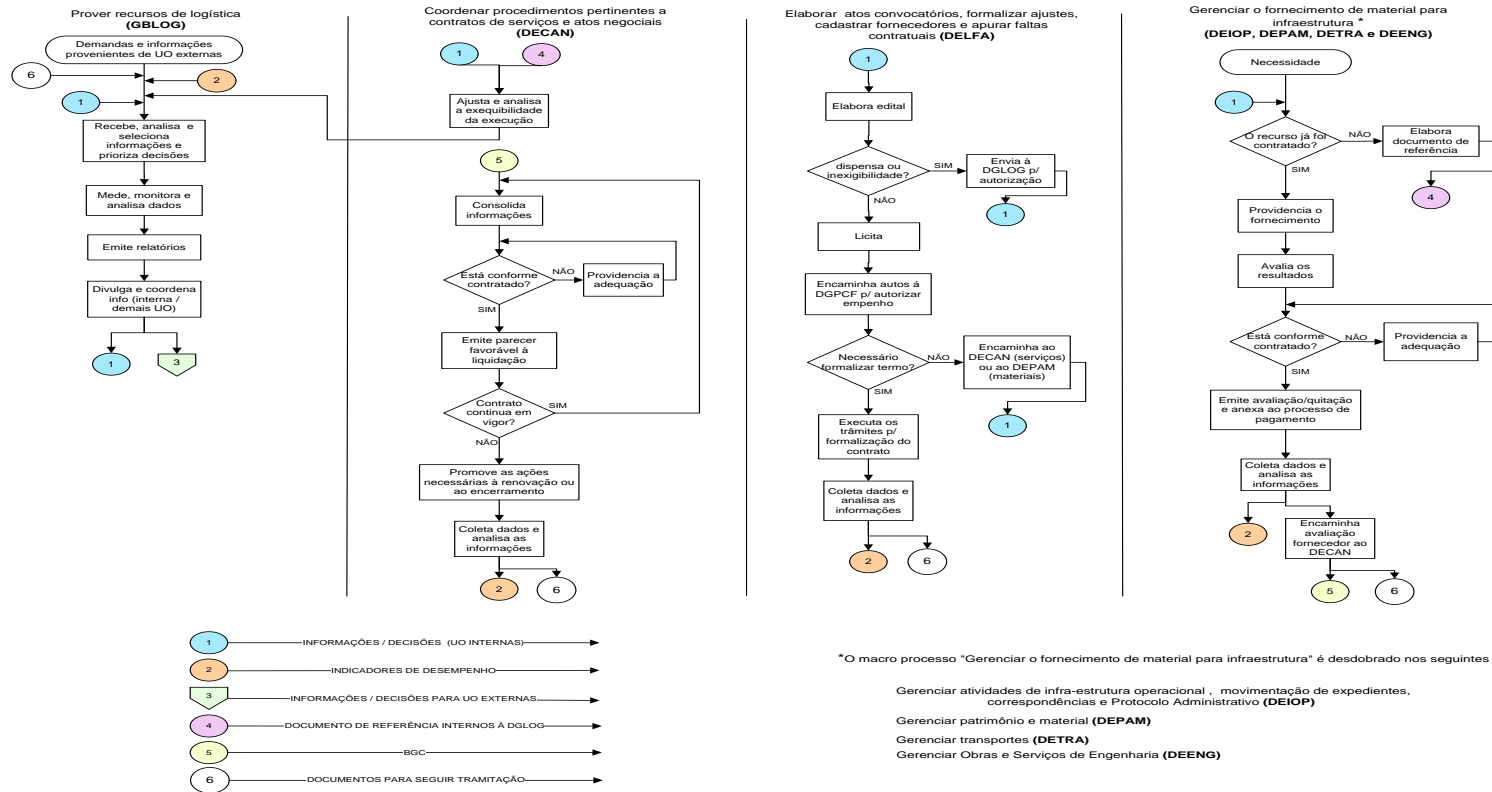 Prover recursos de logística
(GBLOG)
Demandas e informações
provenientes de UO externas
6
2
1
Recebe, analisa e
seleciona
informações e
prioriza decisões
Mede, monitora e
analisa dados
Emite relatórios
Divulga e coordena
info (interna /
demais UO)
1
3
Coordenar procedimentos pertinentes a
contratos de serviços e atos negociais
(DECAN)
1
4
Ajusta e analisa
a exequibilidade
da execução
5
Consolida
informações
Está conforme
contratado?
NÃO
Providencia a
adequação
SIM
Emite parecer
favorável à
liquidação
Contrato
continua em
vigor?
SIM
NÃO
Promove as ações
necessárias à renovação ou
ao encerramento
Coleta dados e
analisa as
informações
2
6
Elaborar atos convocatórios, formalizar ajustes,
cadastrar fornecedores e apurar faltas
contratuais (DELFA)
1
Elabora edital
dispensa ou
inexigibilidade?
SIM
Envia à
DGLOG p/
autorização
1
NÃO
Licita
Encaminha autos á
DGPCF p/ autorizar
empenho
Necessário
formalizar termo?
NÃO
Encaminha ao
DECAN (serviços)
ou ao DEPAM
(materiais)
1
SIM
Executa os
trâmites p/
formalização do
contrato
Coleta dados e
analisa as
informações
2
6
Gerenciar o fornecimento de material para
infraestrutura *
(DEIOP, DEPAM, DETRA e DEENG)
Necessidade
1
O recurso já foi
contratado?
NÃO
Elabora
documento de
referência
4
SIM
Providencia o
fornecimento
Avalia os
resultados
Está conforme
contratado?
NÃO
Providencia a
adequação
SIM
Emite avaliação/quitação
e anexa ao processo de
pagamento
Coleta dados e
analisa as
informações
2
Encaminha
avaliação
fornecedor ao
DECAN
5
6
1 INFORMAÇÕES / DECISÕES (UO INTERNAS)
2 INDICADORES DE DESEMPENHO
3 INFORMAÇÕES / DECISÕES PARA UO EXTERNAS
4 DOCUMENTO DE REFERÊNCIA INTERNOS À DGLOG
5 BGC
6 DOCUMENTOS PARA SEGUIR TRAMITAÇÃO
*O macro processo "Gerenciar o fornecimento de material para infraestrutura" é desdobrado nos seguintes
Gerenciar atividades de infra-estrutura operacional , movimentação de expedientes,
correspondências e Protocolo Administrativo (DEIOP)
Gerenciar patrimônio e material (DEPAM)
Gerenciar transportes (DETRA)
Gerenciar Obras e Serviços de Engenharia (DEENG)